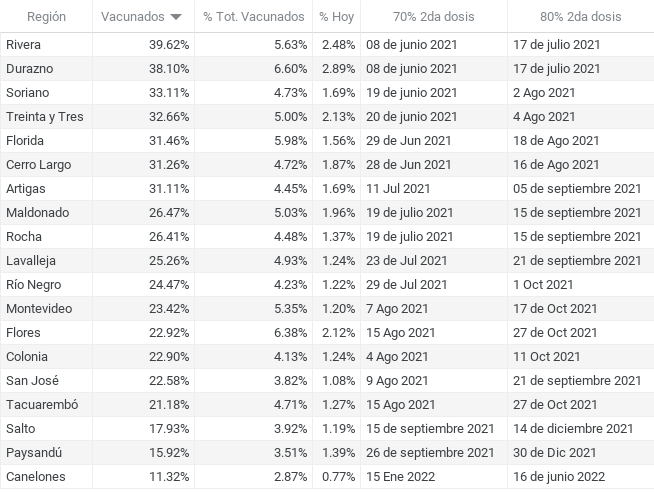 Región Vacunados % Tot. Vacunados % Hoy 70% 2da dosis 80% 2da dosis
Rivera 39.62% 5.63% 2.48% 08 de junio 2021 17 de julio 2021
Durazno 38.10% 6.60% 2.89% 08 de junio 2021 17 de julio 2021
Soriano 33.11% 4.73% 1.69% 19 de junio 2021 2 Ago 2021
Treinta y Tres 32.66% 5.00% 2.13% 20 de junio 2021 4 Ago 2021
Florida 31.46% 5.98% 1.56% 29 de Jun 2021 18 de Ago 2021
Cerro Largo 31.26% 4.72% 1.87% 28 de Jun 2021 16 de Ago 2021
Artigas 31.11% 4.45% 1.69% 11 Jul 2021 05 de septiembre 2021
Maldonado 26.47% 5.03% 1.96% 19 de julio 2021 15 de septiembre 2021
Rocha 26.41% 4.48% 1.37% 19 de julio 2021 15 de septiembre 2021
Lavalleja 25.26% 4.93% 1.24% 23 de Jul 2021 21 de septiembre 2021
Río Negro 24.47% 4.23% 1.22% 29 de Jul 2021 1 Oct 2021
Montevideo 23.42% 5.35% 1.20% 7 Ago 2021 17 de Oct 2021
Flores 22.92% 6.38% 2.12% 15 Ago 2021 27 de Oct 2021
Colonia 22.90% 4.13% 1.24% 4 Ago 2021 11 Oct 2021
San José 22.58% 3.82% 1.08% 9 Ago 2021 21 de septiembre 2021
Tacuarembó 21.18% 4.71% 1.27% 15 Ago 2021 27 de Oct 2021
Salto 17.93% 3.92% 1.19% 15 de septiembre 2021 14 de diciembre 2021
Paysandú 15.92% 3.51% 1.39% 26 de septiembre 2021 30 de Dic 2021
Canelones 11.32% 2.87% 0.77% 15 Ene 2022 16 de junio 2022